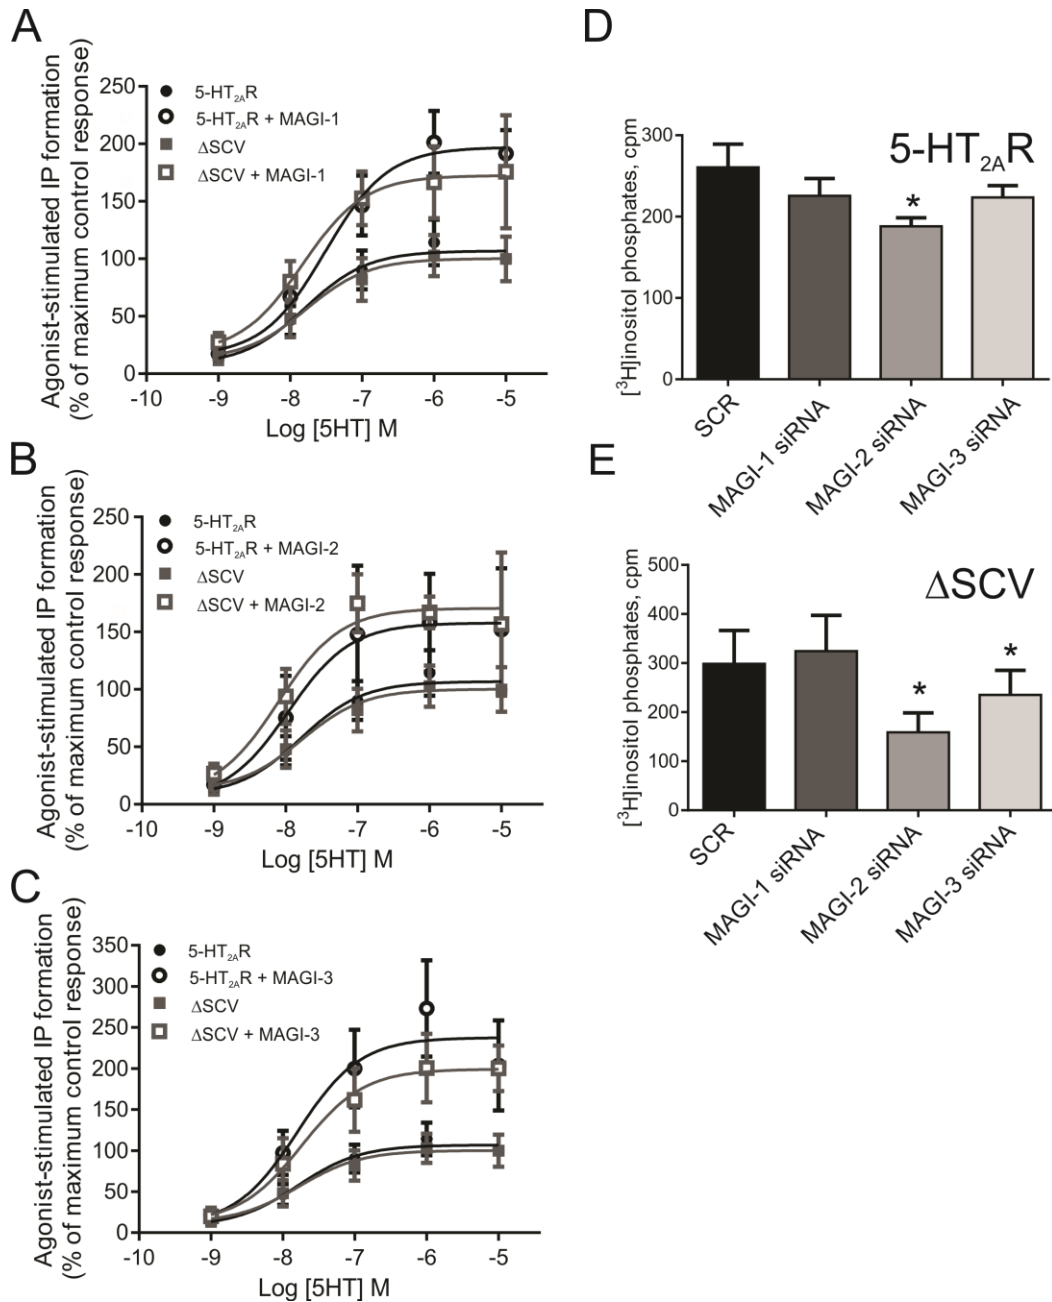 A
Agonist-stimulated IP formation
(% of maximum control response)
250
200
150
100
50
0
5-HT2AR
5-HT2AR + MAGI-1
ΔSCV
ΔSCV + MAGI-1
-10 -9 -8 -7 -6 -5
Log [5HT] M
B
Agonist-stimulated IP formation
(% of maximum control response)
250
200
150
100
50
0
5-HT2AR
5-HT2AR + MAGI-2
ΔSCV
ΔSCV + MAGI-2
-10 -9 -8 -7 -6 -5
Log [5HT] M
C
Agonist-stimulated IP formation
(% of maximum control response)
350
300
250
200
150
100
50
0
5-HT2AR
5-HT2AR + MAGI-3
ΔSCV
ΔSCV + MAGI-3
-10 -9 -8 -7 -6 -5
Log [5HT] M
D
[3H]inositol phosphates, cpm
300
200
100
0
5-HT2AR
*
SCR
MAGI-1 siRNA
MAGI-2 siRNA
MAGI-3 siRNA
E
[3H]inositol phosphates, cpm
500
400
300
200
100
0
ΔSCV
*
*
SCR
MAGI-1 siRNA
MAGI-2 siRNA
MAGI-3 siRNA